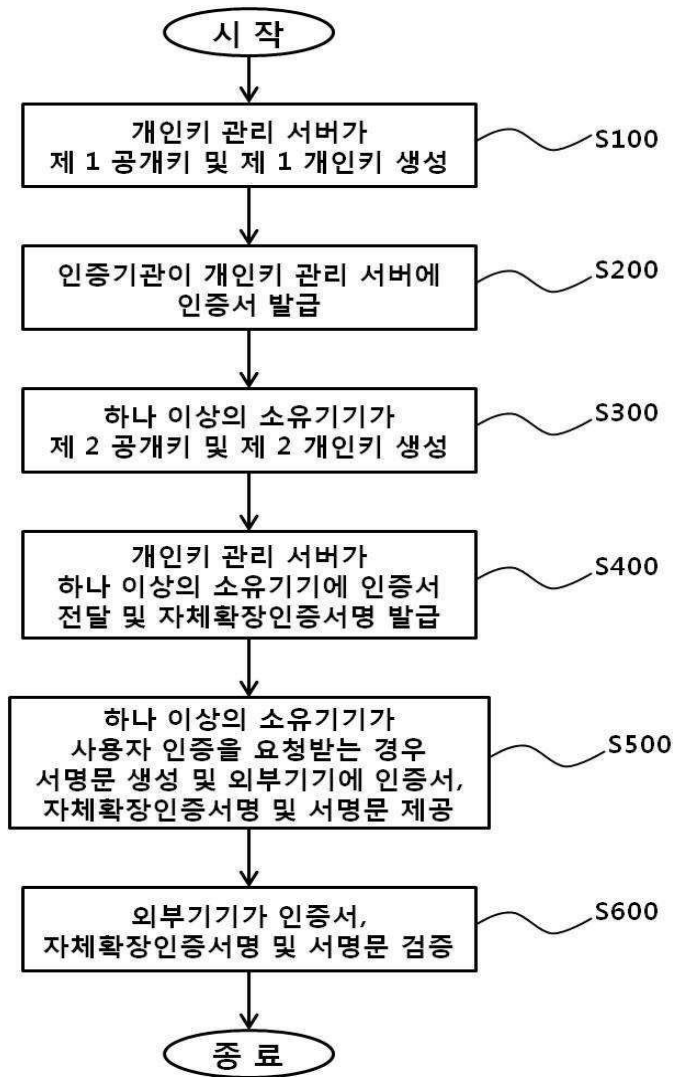 시 작
개인키 관리 서버가
제 1 공개키 및 제 1 개인키 생성
S100
인증기관이 개인키 관리 서버에
인증서 발급
S200
하나 이상의 소유기기가
제 2 공개키 및 제 2 개인키 생성
S300
개인키 관리 서버가
하나 이상의 소유기기에 인증서
전달 및 자체확장인증서명 발급
S400
하나 이상의 소유기기가
사용자 인증을 요청받는 경우
서명문 생성 및 외부기기에 인증서,
자체확장인증서명 및 서명문 제공
S500
외부기기가 인증서,
자체확장인증서명 및 서명문 검증
S600
종 료